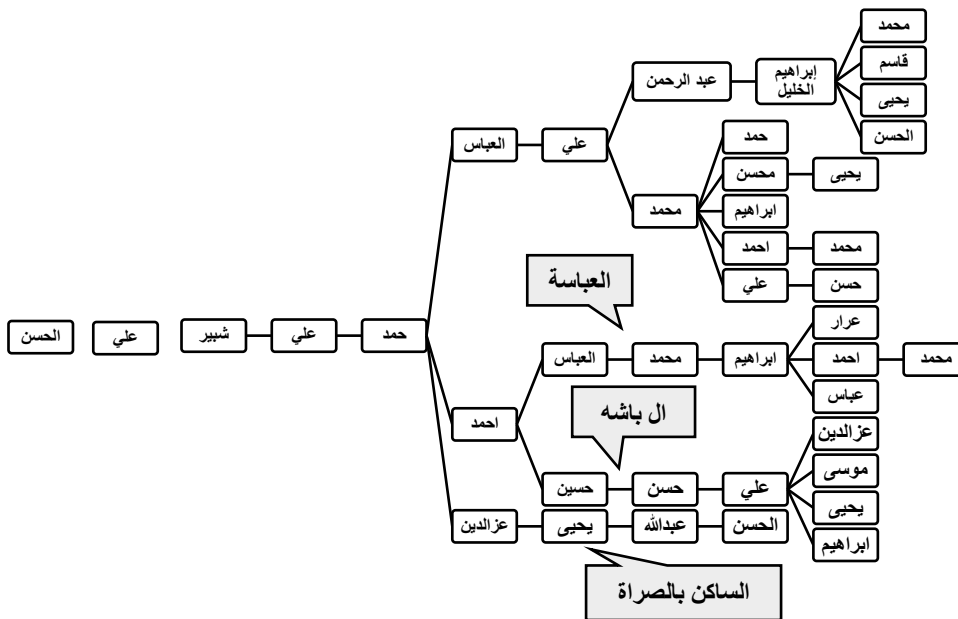 محمد
قاسم
يحيى
الحسن
إبراهيم
الخليل
عبد الرحمن
حمد
محسن
يحيى
ابراهيم
احمد
محمد
علي
حسن
محمد
علي
العباس
العباسة
عرار
احمد
محمد
عباس
ابراهيم
محمد
العباس
الحسن
علي
شبير
علي
حمد
احمد
ال باشه
عزالدين
موسى
يحيى
ابراهيم
علي
حسن
حسين
الحسن
عبدالله
يحيى
عزالدين
الساكن بالصراة